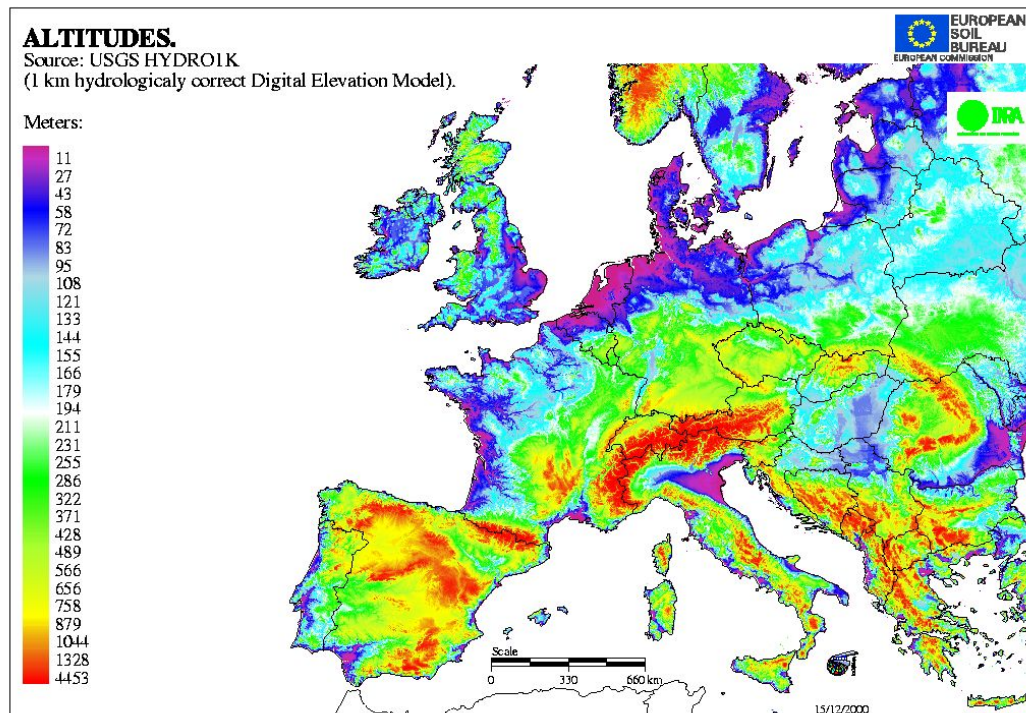 ALTITUDES.
Source: USGS HYDRO1K
(1 km hydrologicaly correct Digital Elevation Model).
Meters:
11
27
43
58
72
83
95
108
121
133
144
155
166
179
194
211
231
255
286
322
371
428
489
566
656
758
879
1044
1328
4453
EUROPEAN
SOIL
BUREAU
EUROPEAN COMMISSION
INRA
Scale
0 330 660 km
15/12/2000